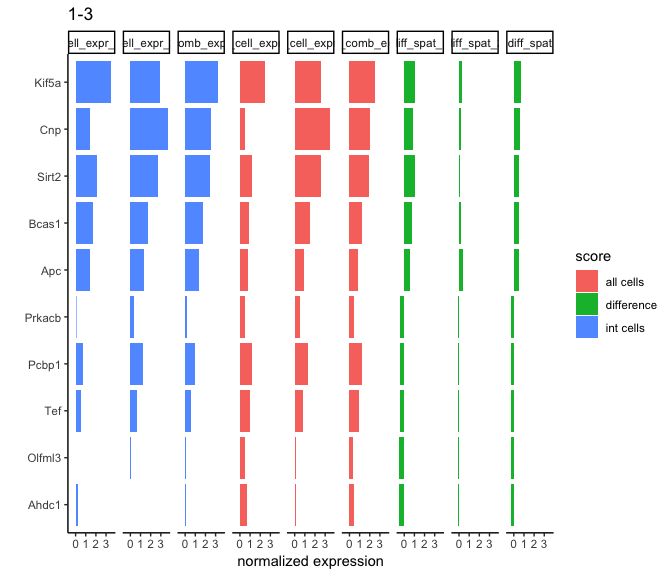 1-3
ell_expr_ ell_expr_ omb_exp cell_exp cell_exp comb_e iff_spat_ iff_spat_ diff_spat
Kif5a
Cnp
Sirt2
Bcas1
Apc
Prkacb
Pcbp1
Tef
Olfml3
Ahdc1
0 1 2 3 0 1 2 3 0 1 2 3 0 1 2 3 0 1 2 3 0 1 2 3 0 1 2 3 0 1 2 3 0 1 2 3
normalized expression
score
all cells
difference
int cells